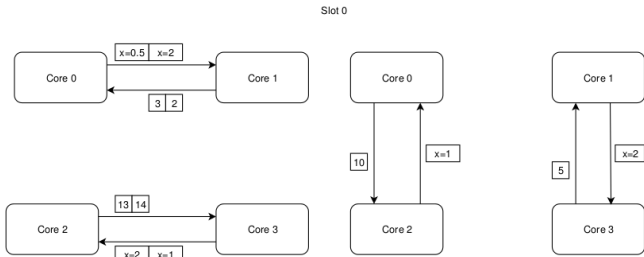 Slot 0
x=0.5 x=2
Core 0
Core 1
Core 0
Core 1
3 2
10
x=1
5
x=2
13 14
Core 2
Core 3
Core 2
Core 3
x=2 x=1